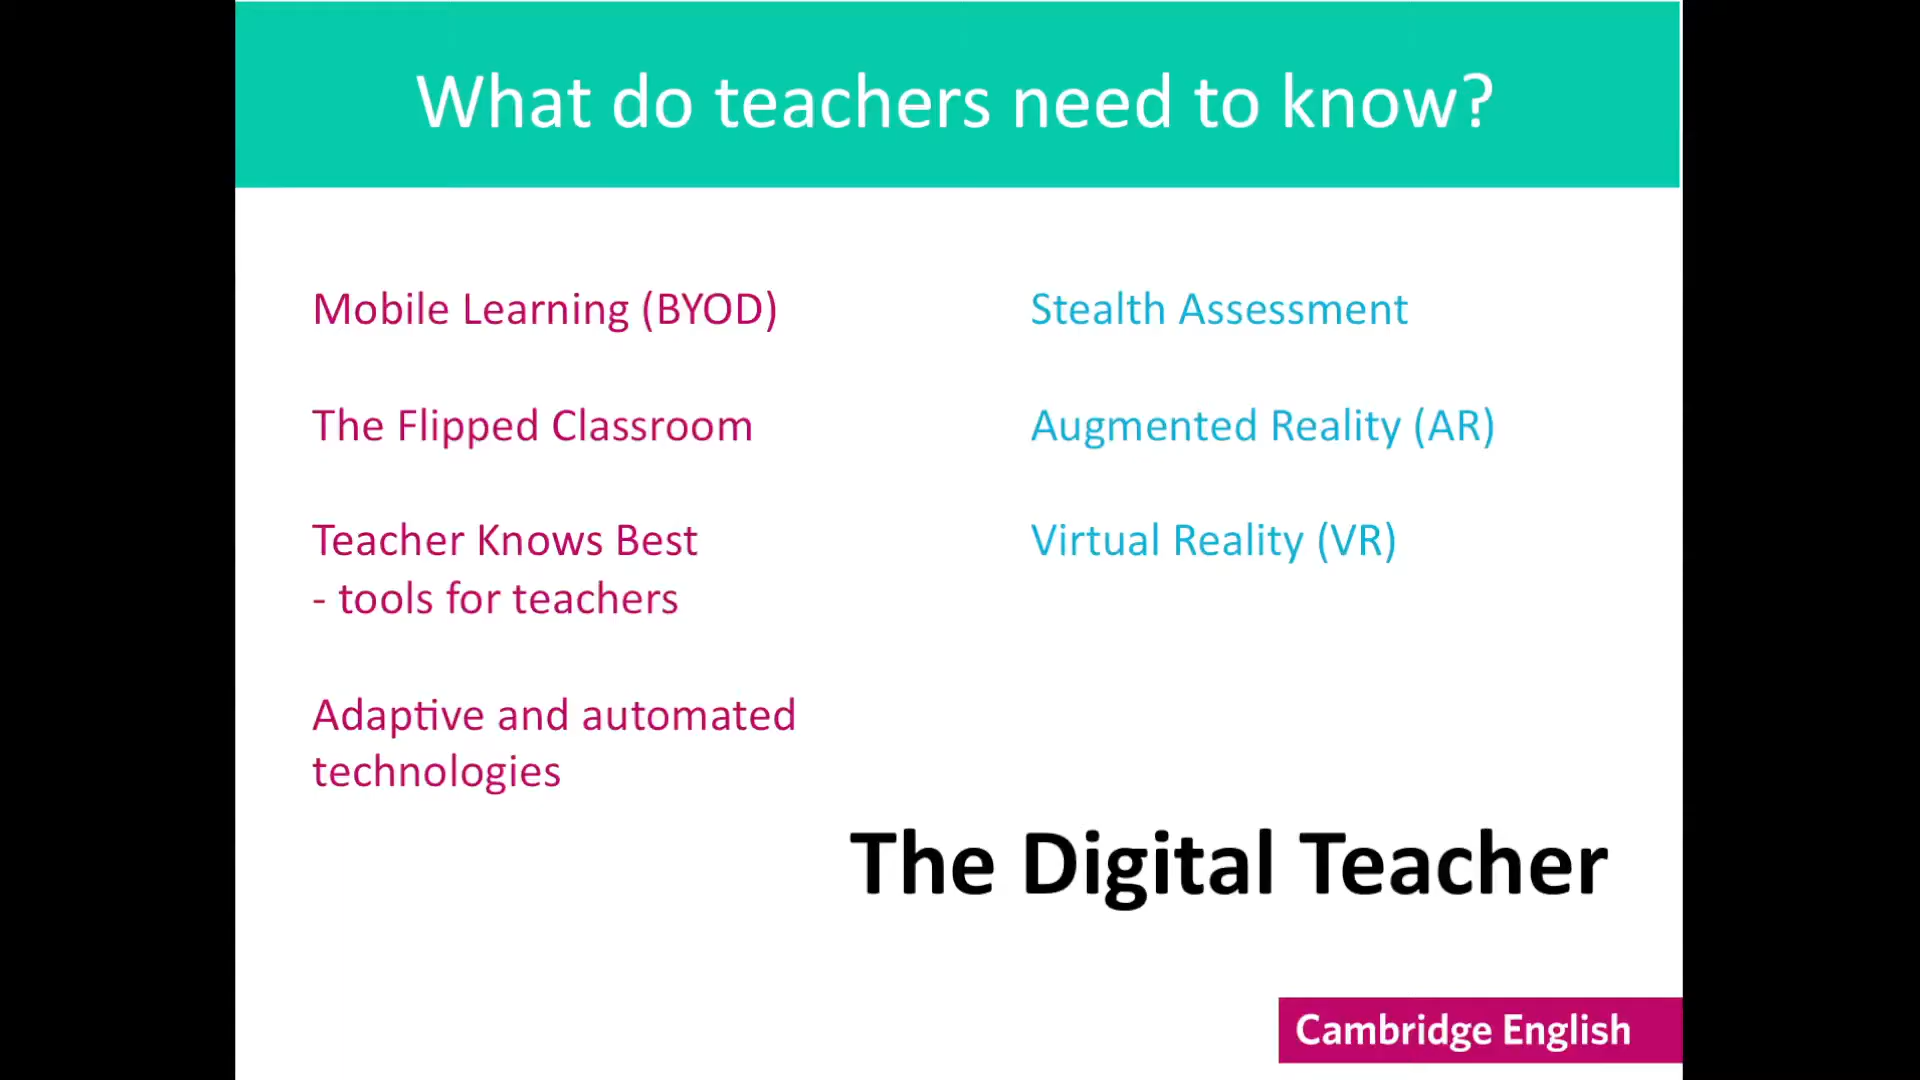 What do teachers need to know?
Mobile Learning (BYOD)
The Flipped Classroom
Teacher Knows Best
- tools for teachers
Adaptive and automated
technologies
Stealth Assessment
Augmented Reality (AR)
Virtual Reality (VR)
The Digital Teacher
Cambridge English